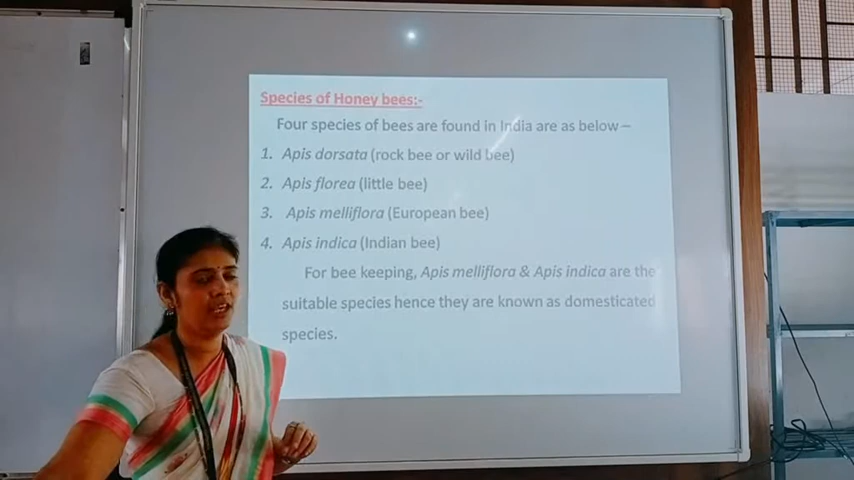 Species of Honey bees:-
Four species of bees are found in India are as below –
1. Apis dorsata (rock bee or wild bee)
2. Apis florea (little bee)
3. Apis melliflora (European bee)
4. Apis indica (Indian bee)
For bee keeping, Apis melliflora & Apis indica are the
suitable species hence they are known as domesticated
species.